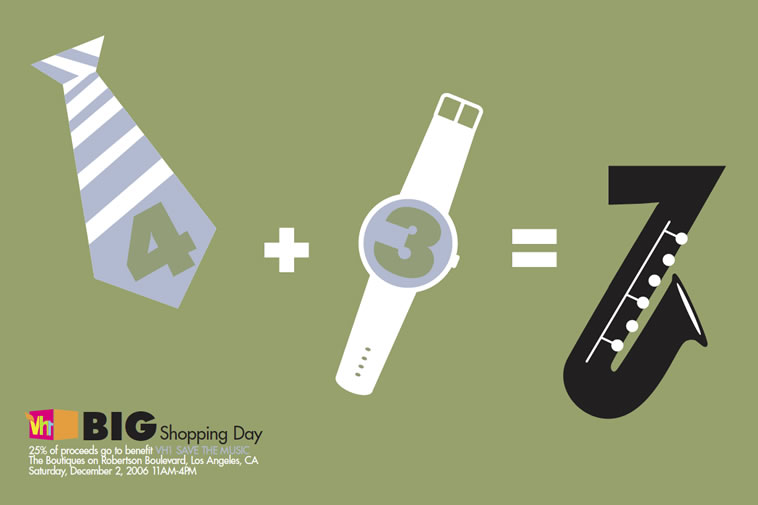 4 + 3 = 7
Vh1 BIG Shopping Day
25% of proceeds go to benefit VH1 SAVE THE MUSIC
The Boutiques on Robertson Boulevard, Los Angeles, CA
Saturday, December 2, 2006 11AM-4PM